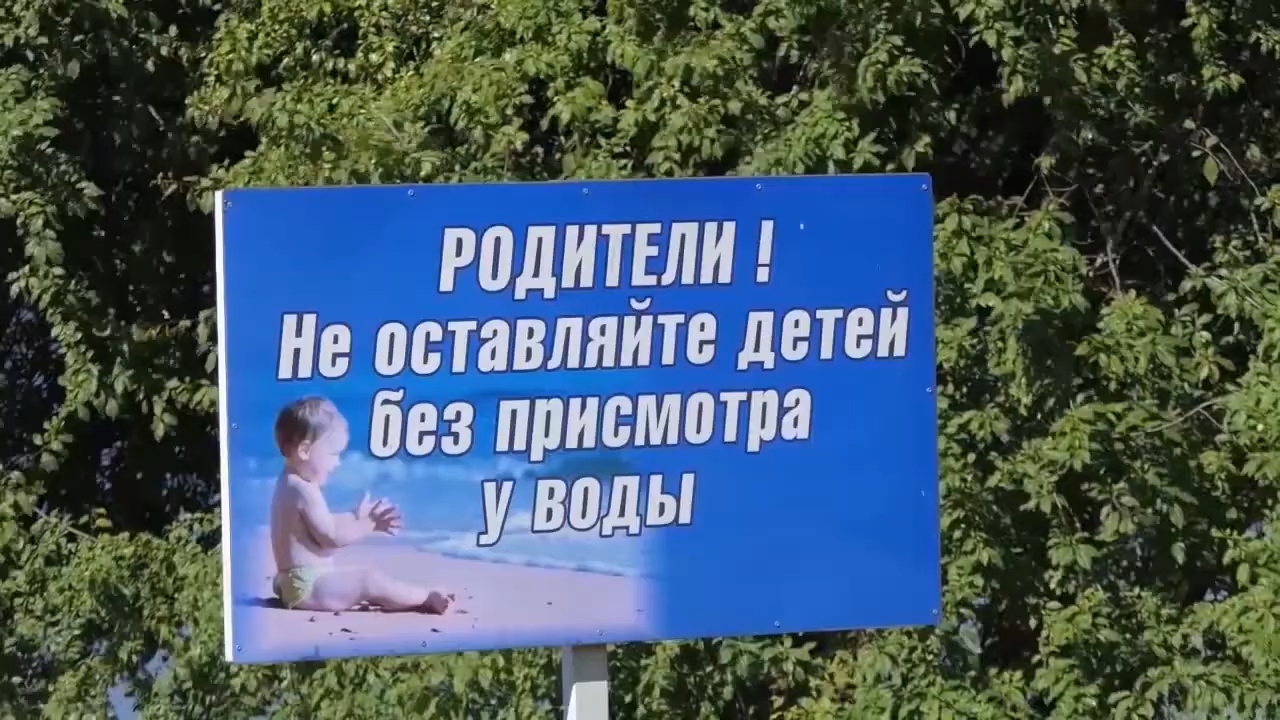 РОДИТЕЛИ !
Не оставляйте детей
без присмотра
у воды